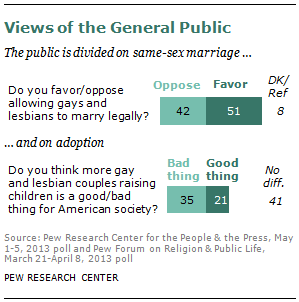 Views of the General Public
The public is divided on same-sex marriage ...
Oppose Favor DK/
Ref
Do you favor/oppose
allowing gays and
lesbians to marry legally?
42 51 8
... and on adoption
Bad
thing
Good
thing
No
diff.
Do you think more gay
and lesbian couples raising
children is a good/bad
thing for American society?
35 21 41
Source: Pew Research Center for the People & the Press, May
1-5, 2013 poll and Pew Forum on Religion & Public Life,
March 21-April 8, 2013 poll
PEW RESEARCH CENTER